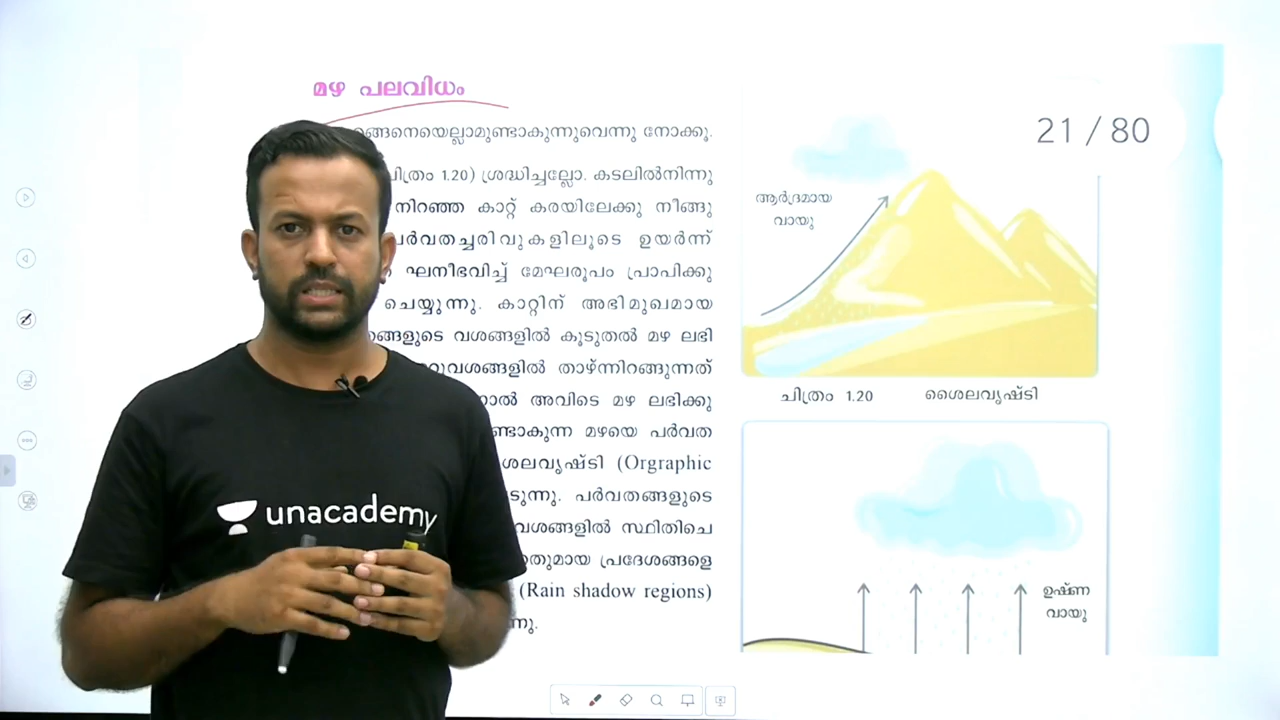 മഴ പലവിധം
ങ്ങനെയെല്ലാമുണ്ടാകുന്നുവെന്നു നോക്കൂ.
ചിത്രം 1.20) ശ്രദ്ധിച്ചല്ലോ. കടലിൽനിന്നു
നിറഞ്ഞ കാറ്റ് കരയിലേക്കു നീങ്ങു
പർവതച്ചരിവുകളിലൂടെ ഉയർന്ന്
ഘനീഭവിച്ച് മേഘരൂപം പ്രാപിക്കു
ചെയ്യുന്നു. കാറ്റിന് അഭിമുഖമായ
ങ്ങളുടെ വശങ്ങളിൽ കൂടുതൽ മഴ ലഭി
റുവശങ്ങളിൽ താഴ്ന്നിറങ്ങുന്നത്
നാൽ അവിടെ മഴ ലഭിക്കു
ണ്ടാകുന്ന മഴയെ പർവത
ശൈലവൃഷ്ടി (Orgraphic
ടുന്നു. പർവതങ്ങളുടെ
വശങ്ങളിൽ സ്ഥിതിചെ
തുമായ പ്രദേശങ്ങളെ
(Rain shadow regions)
ന്നു.
21 / 80
ആർദ്രമായ
വായു
ചിത്രം 1.20 ശൈലവൃഷ്ടി
ഉഷ്ണ
വായു
unacademy